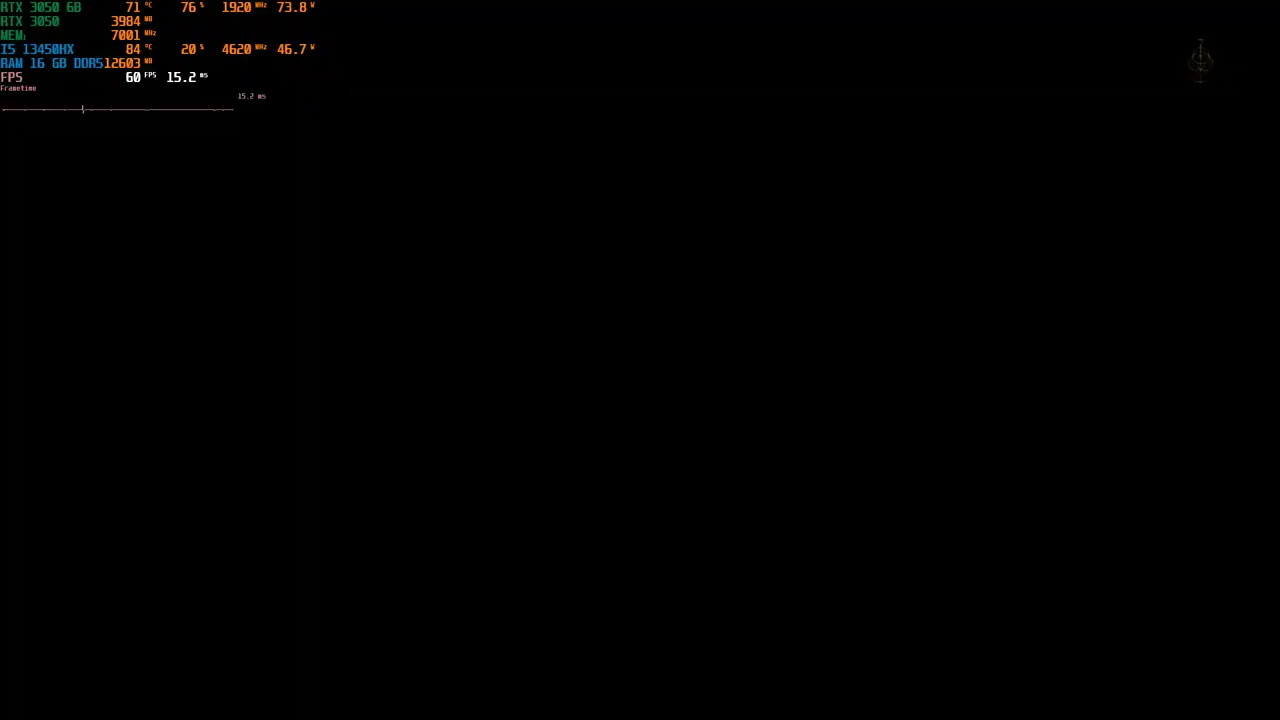 RTX 3050 6B 71 °C 76 % 1920 MHz 73.8 W
RTX 3050 3984 MB
MEM: 7001 MHz
I5 13450HX 84 °C 20 % 4620 MHz 46.7 W
RAM 16 GB DDR5 12603 MB
FPS 60 FPS 15.2 ms
Frametime
15.2 ms